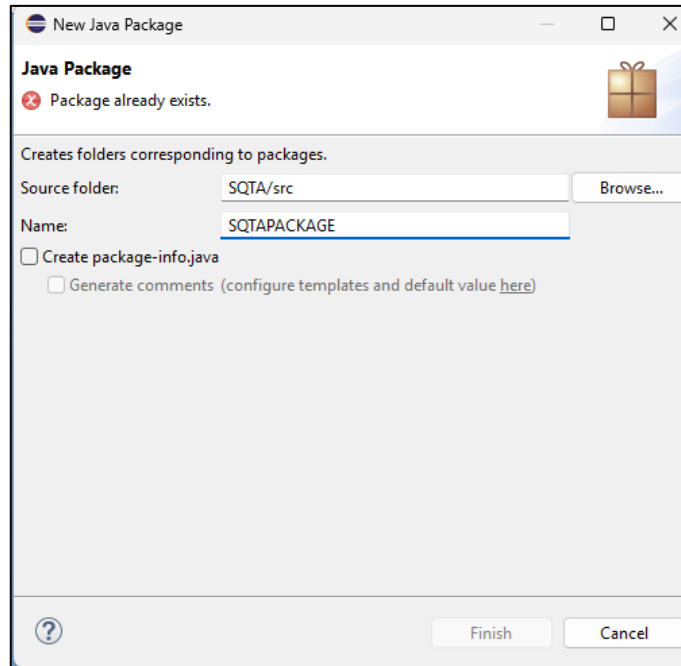 New Java Package
Java Package
Package already exists.
Creates folders corresponding to packages.
Source folder: SQTA/src Browse...
Name: SQTAPACKAGE
Create package-info.java
Generate comments (configure templates and default value here)
? Finish Cancel